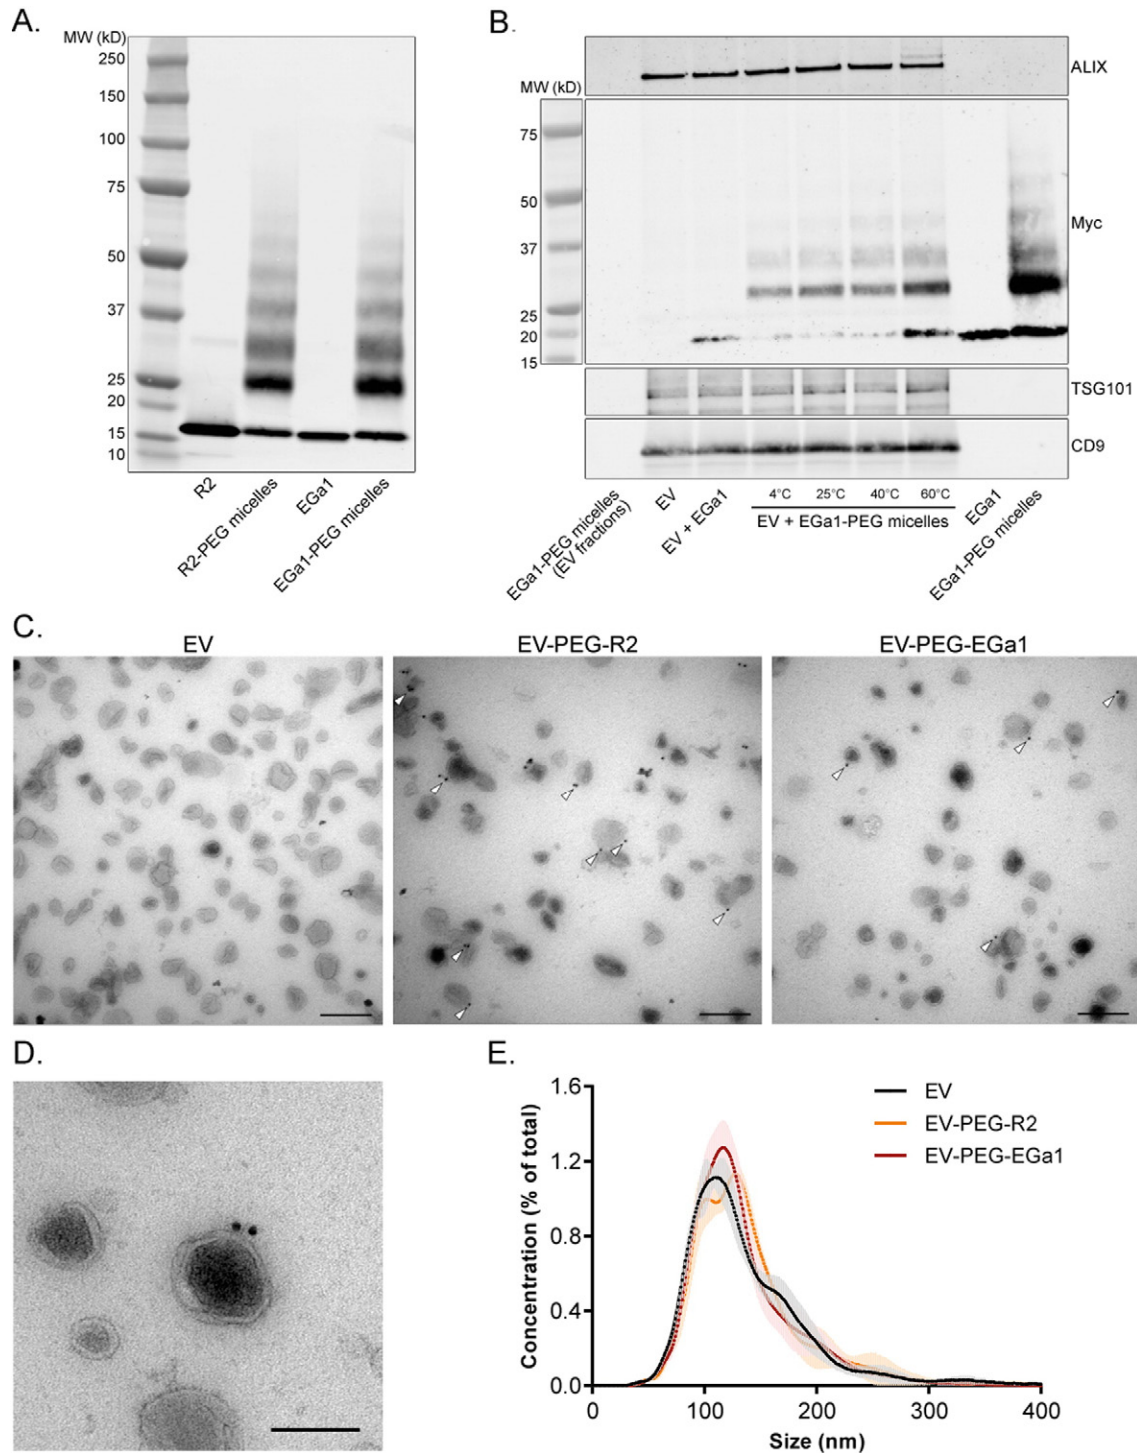 A.
MW (kD)
250
150
100
75
50
37
25
20
15
10
R2
R2-PEG micelles
EGa1
EGa1-PEG micelles
B.
MW (kD)
75
50
37
25
20
15
ALIX
Myc
TSG101
CD9
EGa1-PEG micelles
(EV fractions)
EV
EV + EGa1
4°C 25°C 40°C 60°C
EV + EGa1-PEG micelles
EGa1
EGa1-PEG micelles
C.
EV
EV-PEG-R2
EV-PEG-EGa1
D.
E.
Concentration (% of total)
1.6
1.2
0.8
0.4
0.0
0 100 200 300 400
Size (nm)
EV
EV-PEG-R2
EV-PEG-EGa1